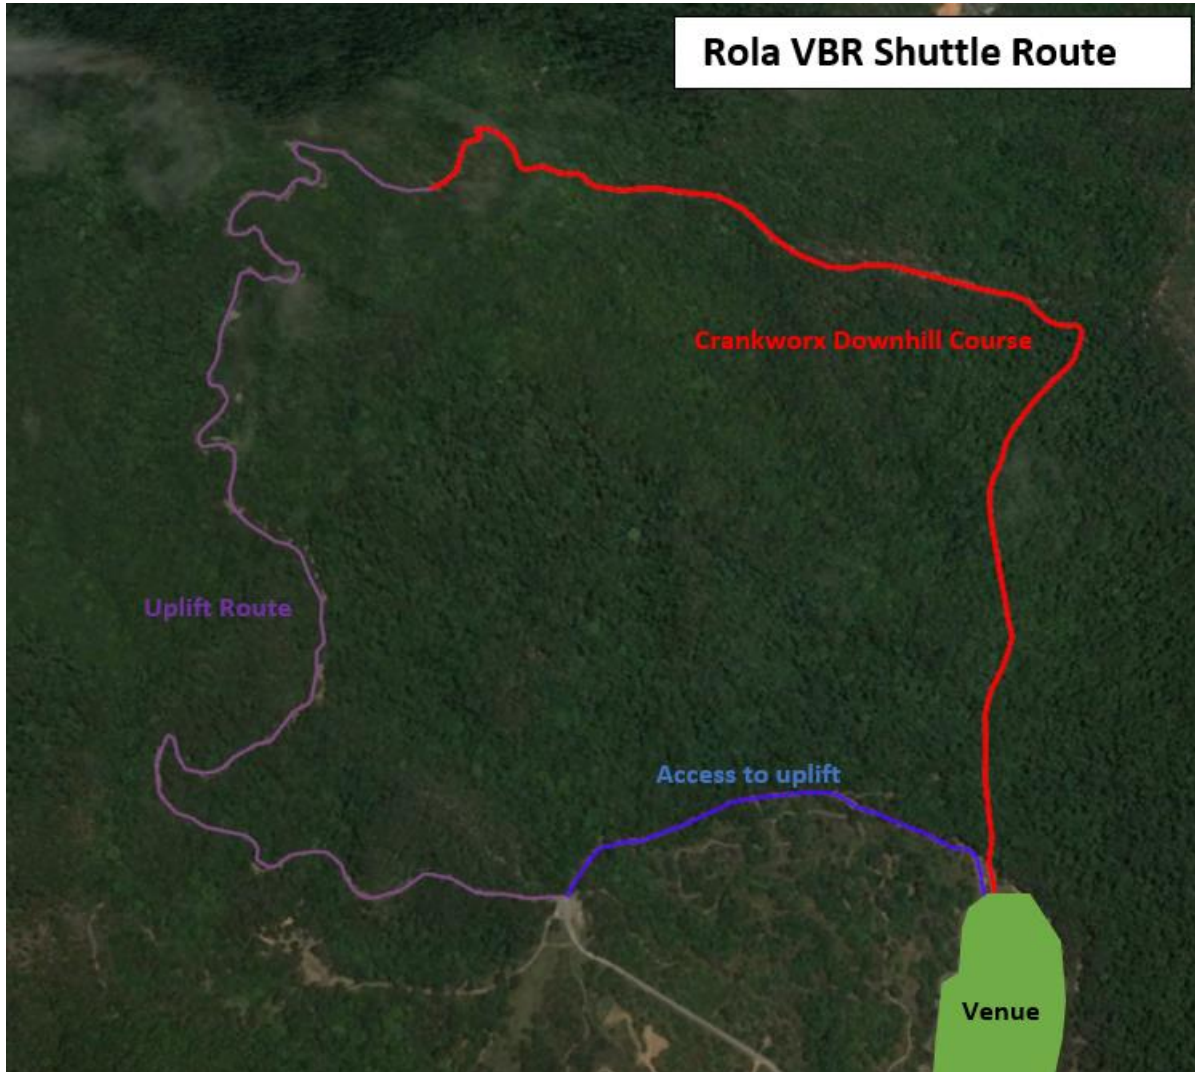 Rola VBR Shuttle Route
Crankworx Downhill Course
Uplift Route
Access to uplift
Venue